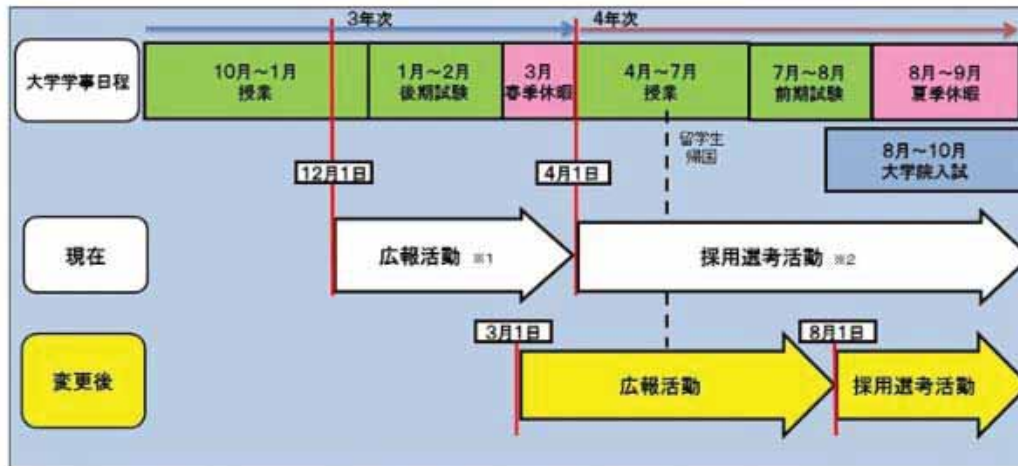 3年次
4年次
大学学事日程
10月～1月
授業
1月～2月
後期試験
3月
春季休暇
4月～7月
授業
7月～8月
前期試験
8月～9月
夏季休暇
留学生
帰国
8月～10月
大学院入試
12月1日
4月1日
現在
広報活動 ※1
採用選考活動 ※2
3月1日
8月1日
変更後
広報活動
採用選考活動